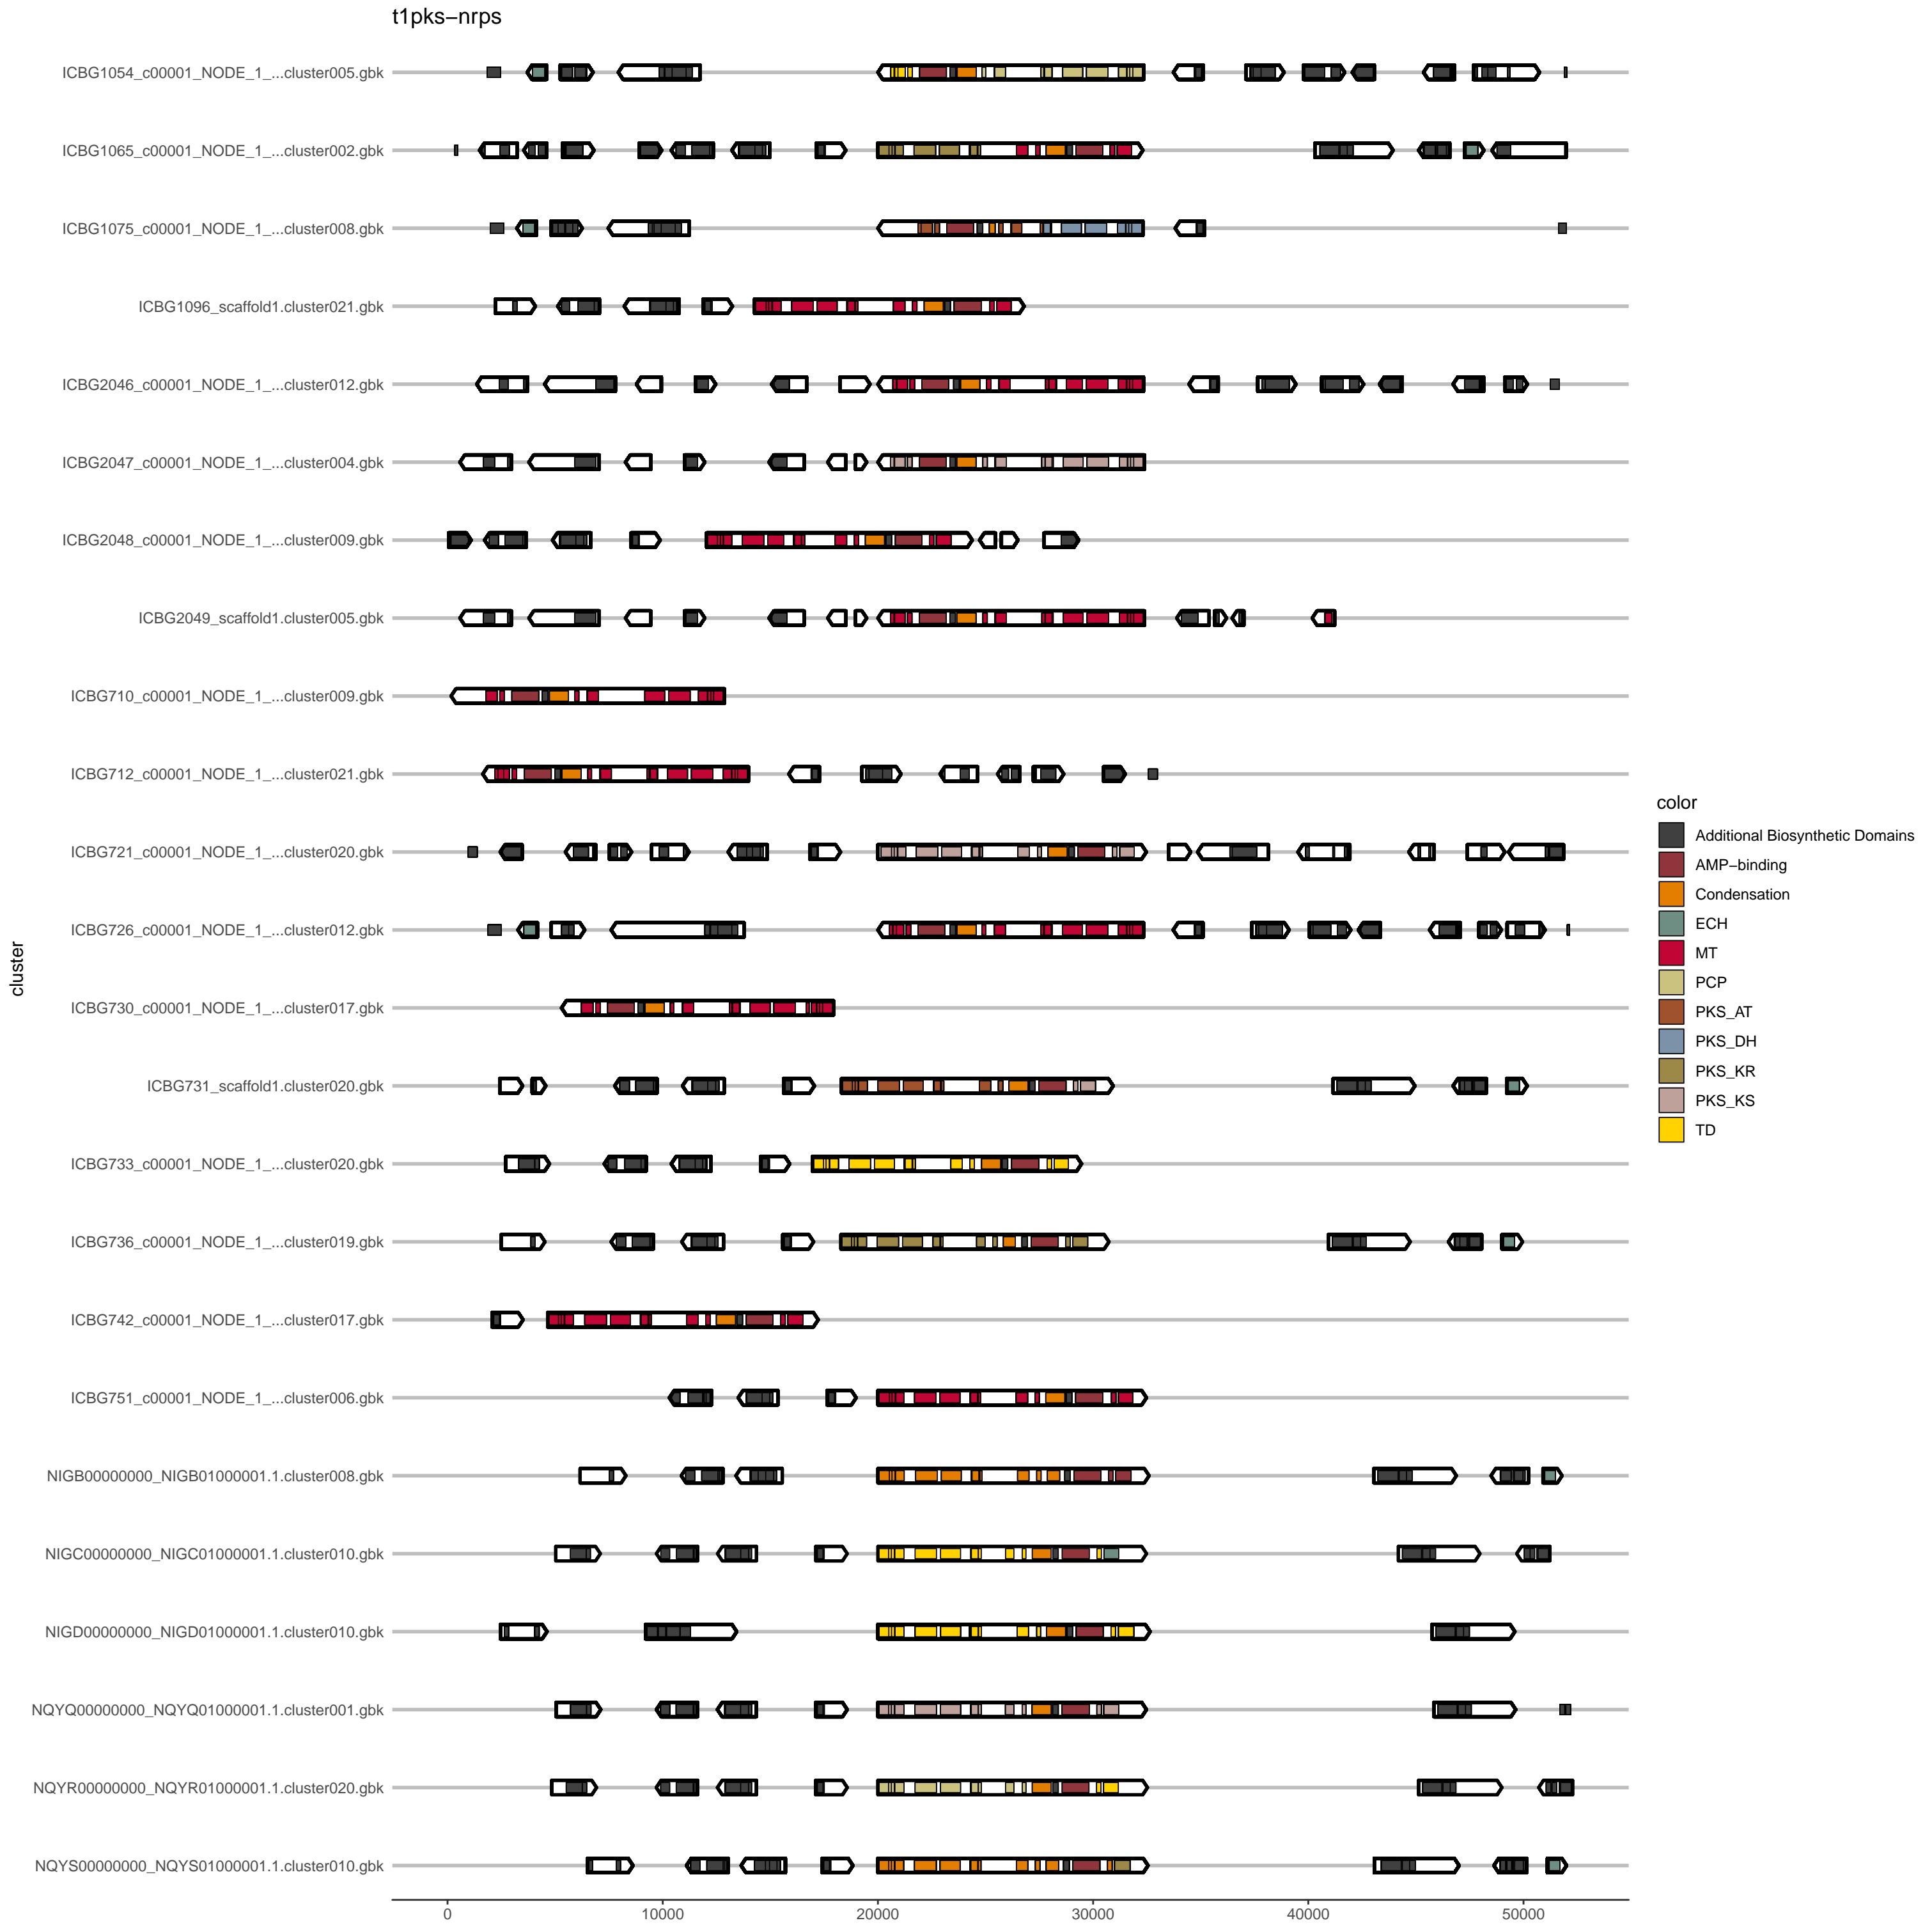 t1pks−nrps
ICBG1054_c00001_NODE_1_...cluster005.gbk
ICBG1065_c00001_NODE_1_...cluster002.gbk
ICBG1075_c00001_NODE_1_...cluster008.gbk
ICBG1096_scaffold1.cluster021.gbk
ICBG2046_c00001_NODE_1_...cluster012.gbk
ICBG2047_c00001_NODE_1_...cluster004.gbk
ICBG2048_c00001_NODE_1_...cluster009.gbk
ICBG2049_scaffold1.cluster005.gbk
ICBG710_c00001_NODE_1_...cluster009.gbk
ICBG712_c00001_NODE_1_...cluster021.gbk
ICBG721_c00001_NODE_1_...cluster020.gbk
ICBG726_c00001_NODE_1_...cluster012.gbk
ICBG730_c00001_NODE_1_...cluster017.gbk
ICBG731_scaffold1.cluster020.gbk
ICBG733_c00001_NODE_1_...cluster020.gbk
ICBG736_c00001_NODE_1_...cluster019.gbk
ICBG742_c00001_NODE_1_...cluster017.gbk
ICBG751_c00001_NODE_1_...cluster006.gbk
NIGB00000000_NIGB01000001.1.cluster008.gbk
NIGC00000000_NIGC01000001.1.cluster010.gbk
NIGD00000000_NIGD01000001.1.cluster010.gbk
NQYQ00000000_NQYQ01000001.1.cluster001.gbk
NQYR00000000_NQYR01000001.1.cluster020.gbk
NQYS00000000_NQYS01000001.1.cluster010.gbk
cluster
0 10000 20000 30000 40000 50000
color
Additional Biosynthetic Domains
AMP−binding
Condensation
ECH
MT
PCP
PKS_AT
PKS_DH
PKS_KR
PKS_KS
TD